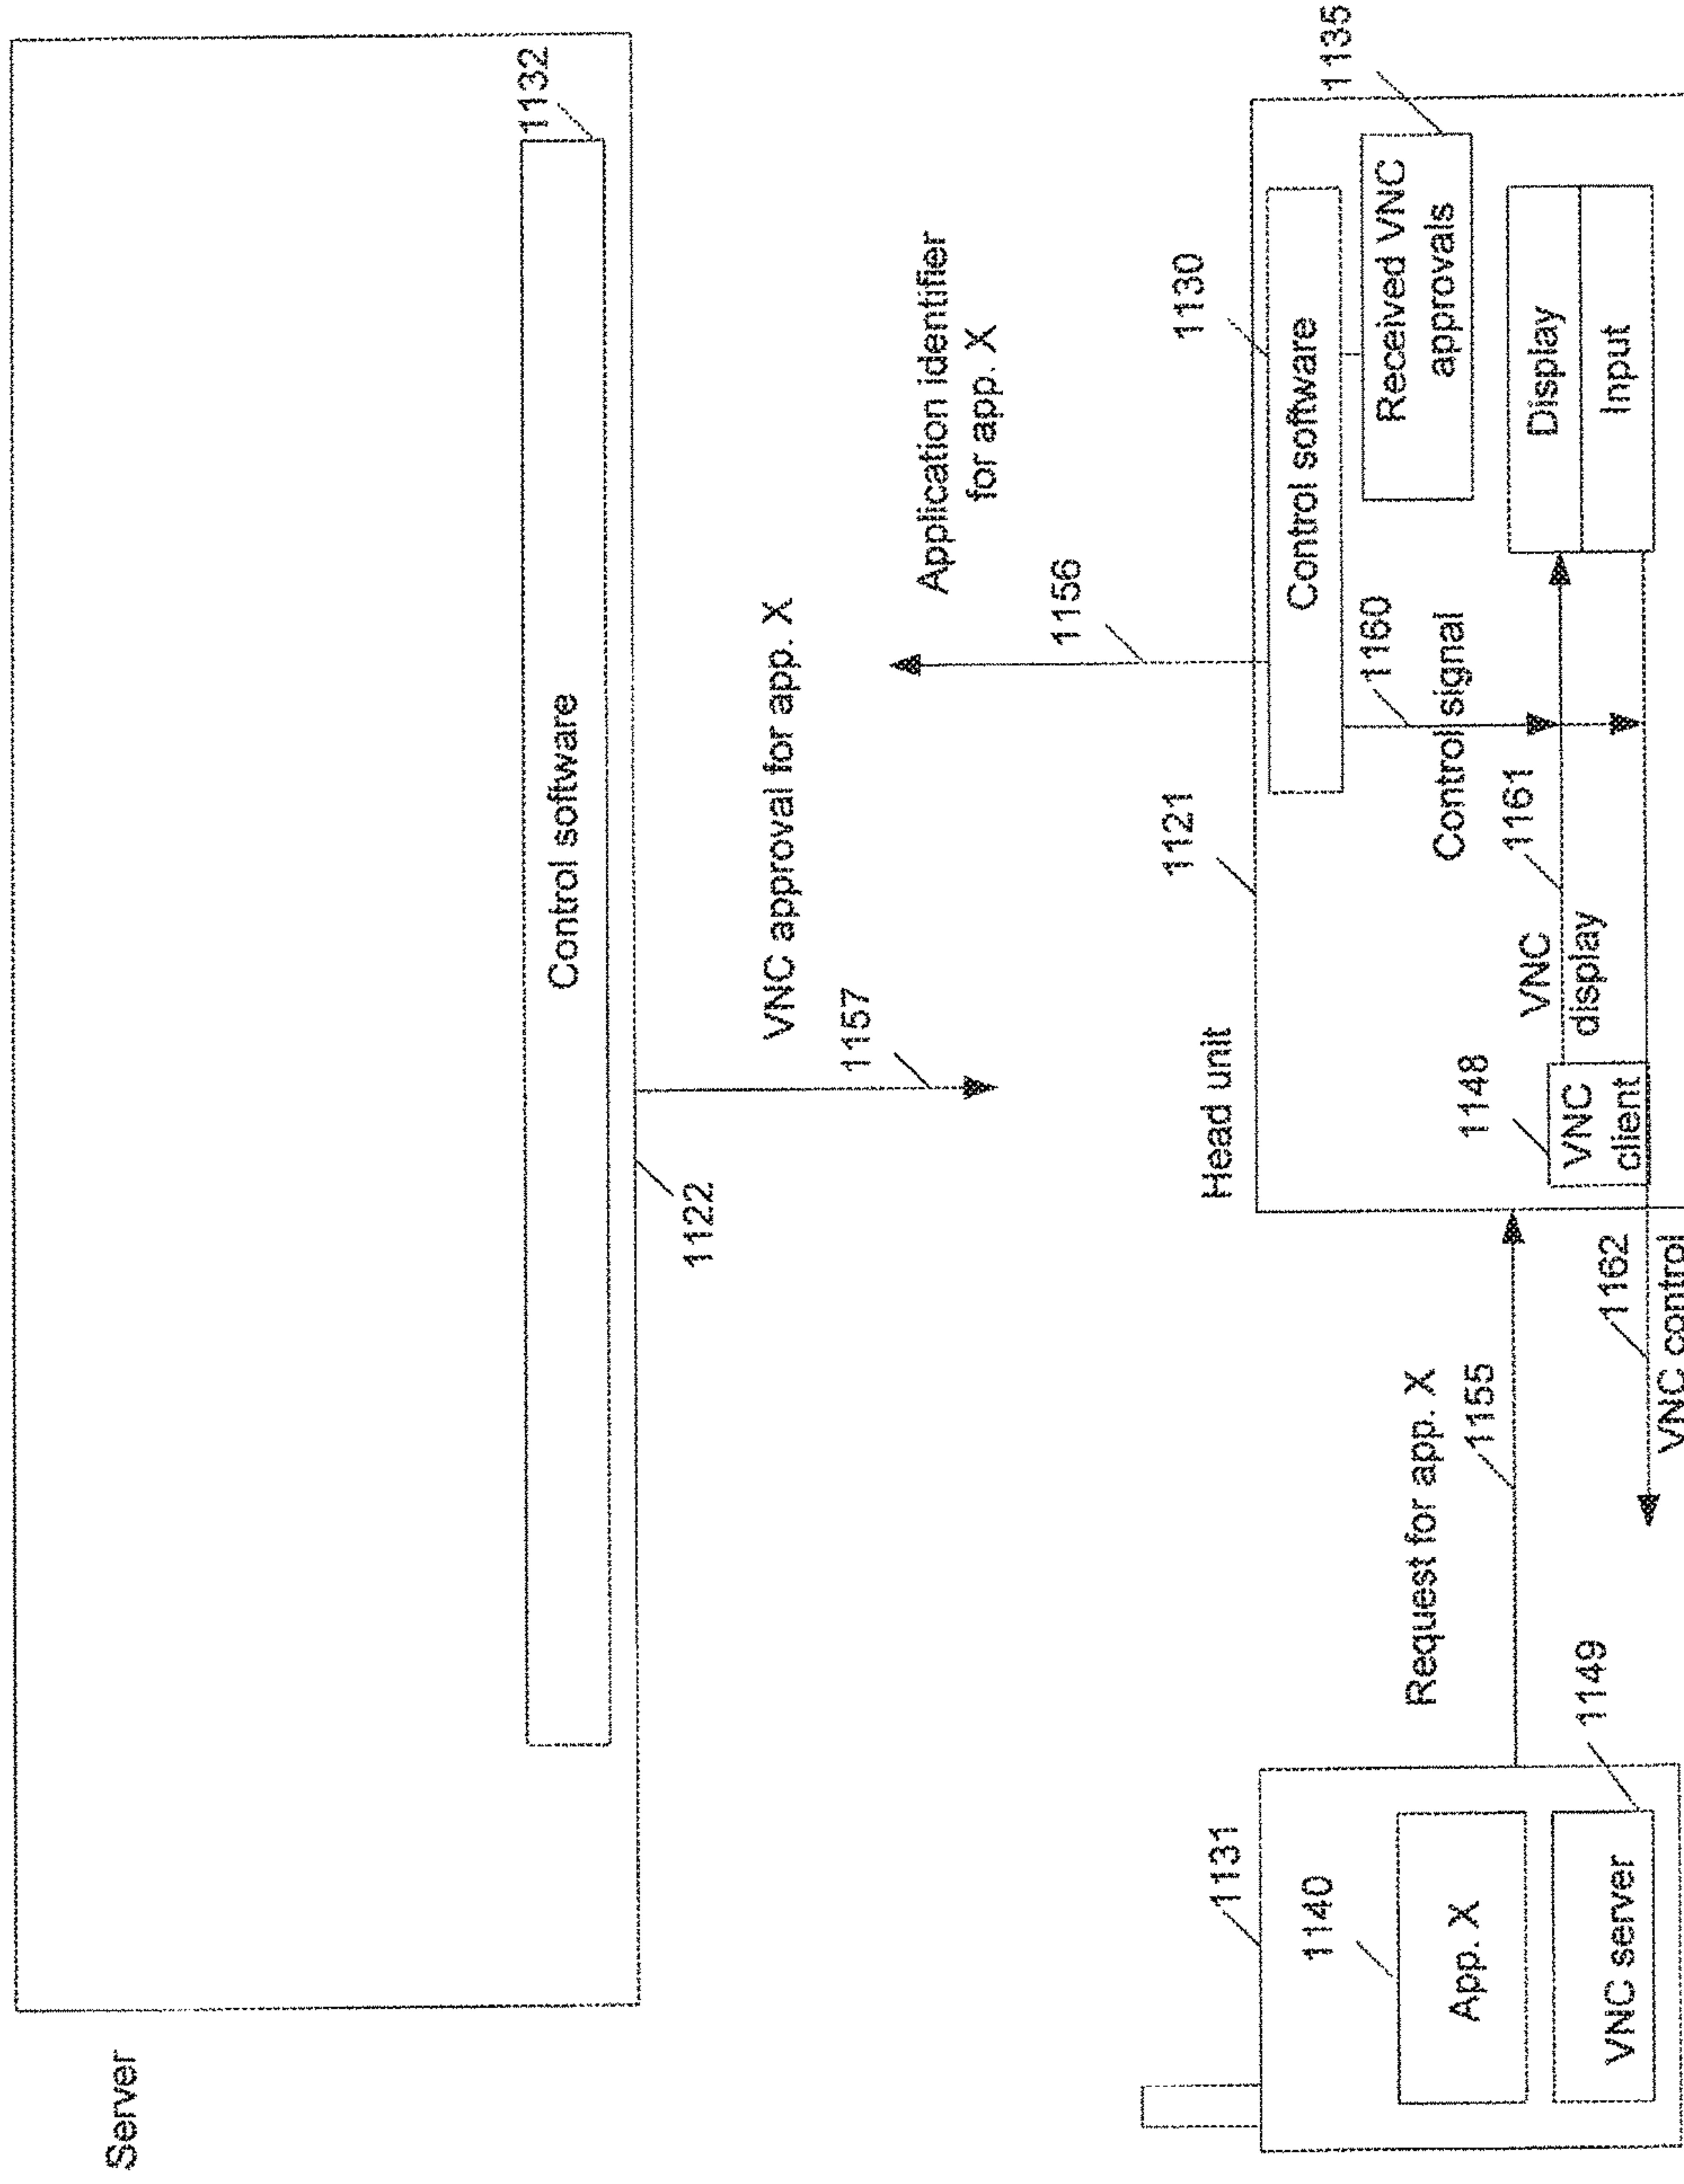 Server
Control software
1132
1122
1157
VNC approval for app. X
Application identifier
for app. X
1156
Head unit
1121
1130
Control software
1135
Received VNC
approvals
1160
Control signal
Display
Input
1161
VNC
display
1148
VNC
client
1131
1140
App. X
1149
VNC server
Request for app. X
1155
1162
VNC control